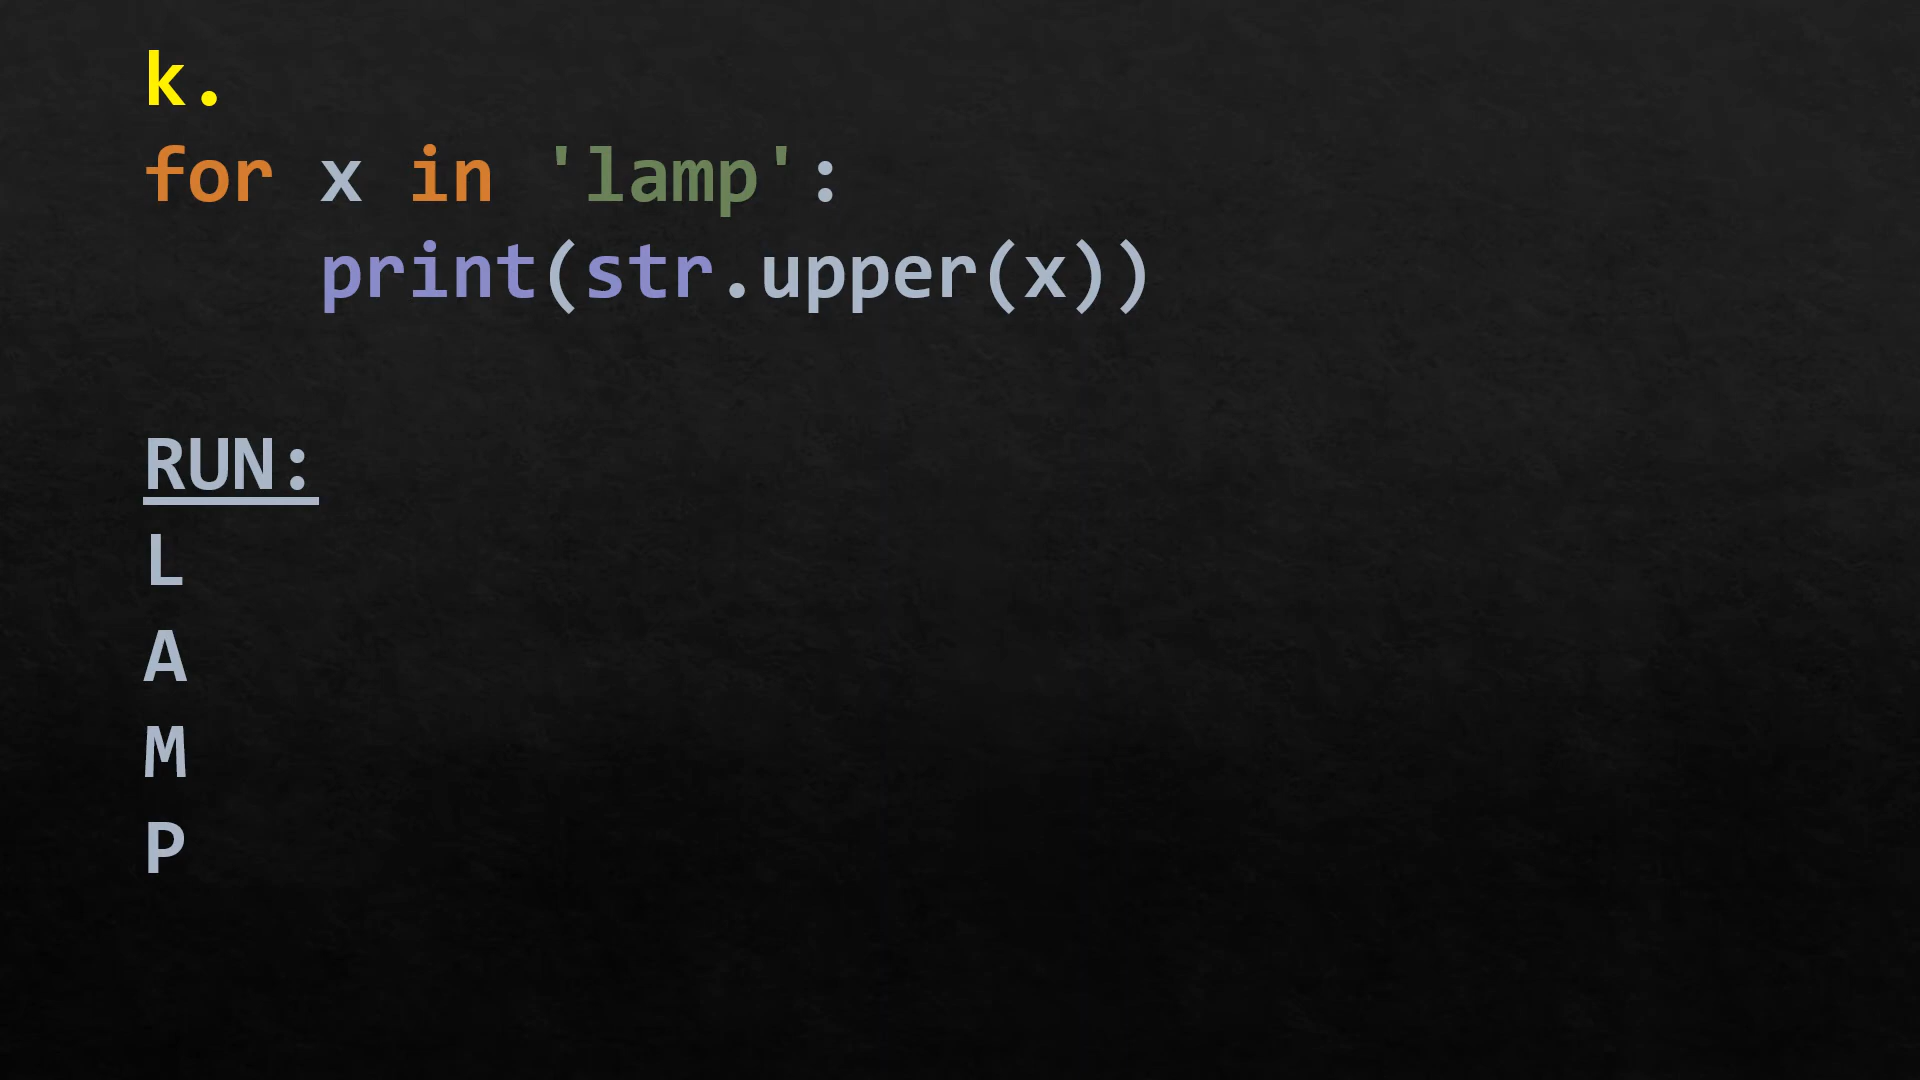 k.
for x in 'lamp':
    print(str.upper(x))
RUN:
L
A
M
P